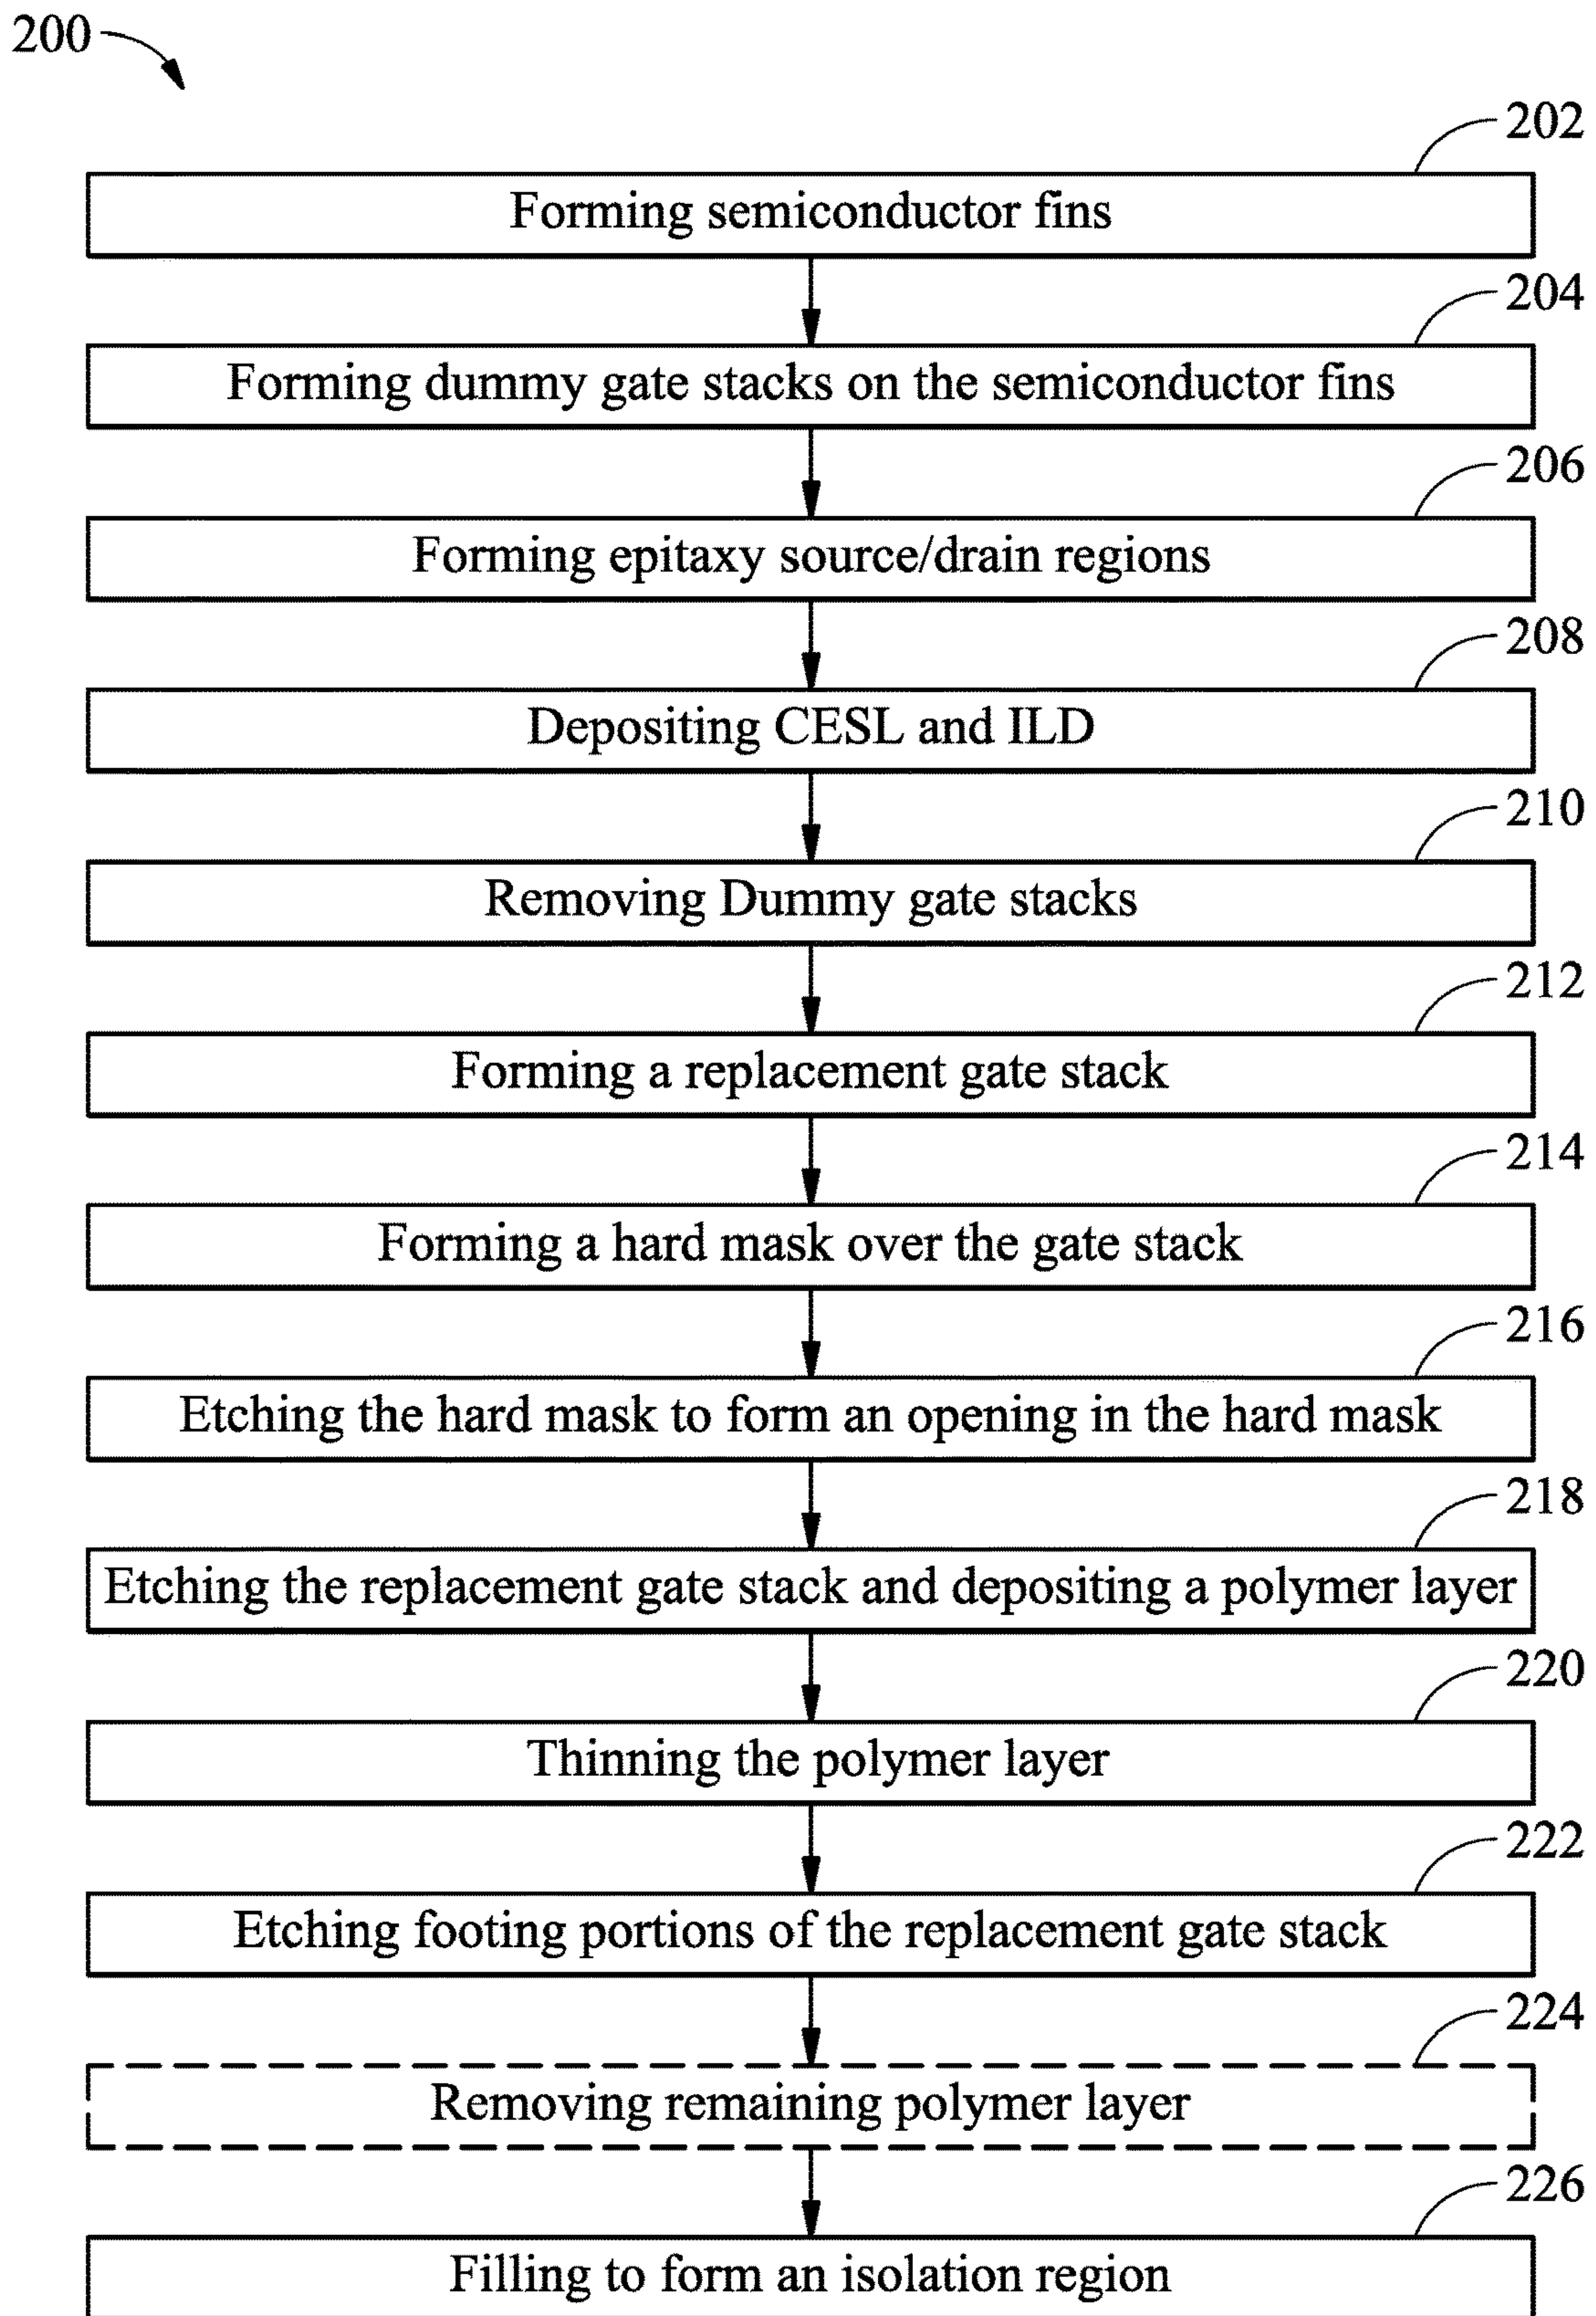 200
202
Forming semiconductor fins
204
Forming dummy gate stacks on the semiconductor fins
206
Forming epitaxy source/drain regions
208
Depositing CESL and ILD
210
Removing Dummy gate stacks
212
Forming a replacement gate stack
214
Forming a hard mask over the gate stack
216
Etching the hard mask to form an opening in the hard mask
218
Etching the replacement gate stack and depositing a polymer layer
220
Thinning the polymer layer
222
Etching footing portions of the replacement gate stack
224
Removing remaining polymer layer
226
Filling to form an isolation region